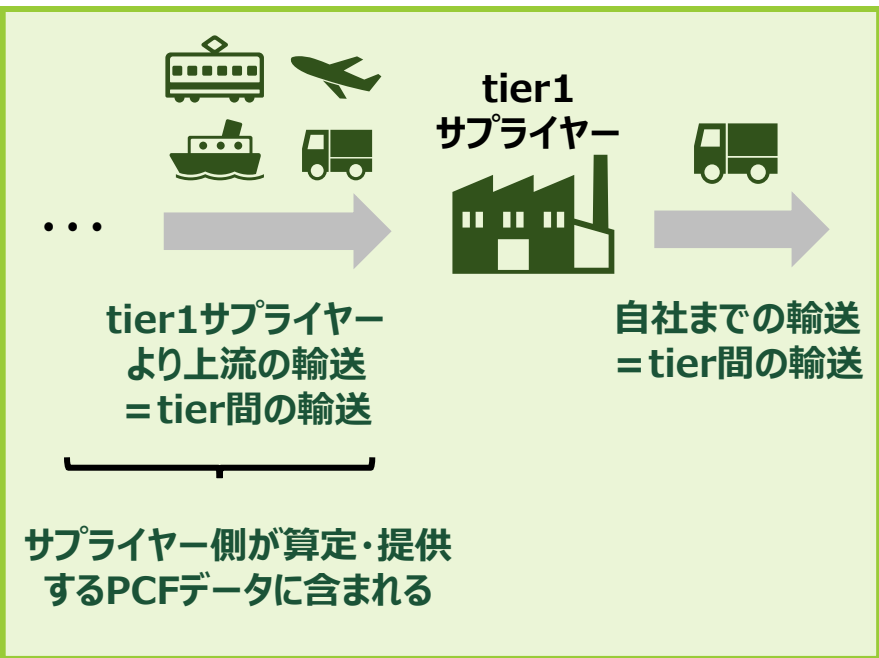 tier1
サプライヤー
・・・
tier1サプライヤー
より上流の輸送
＝tier間の輸送
自社までの輸送
＝tier間の輸送
サプライヤー側が算定・提供
するPCFデータに含まれる